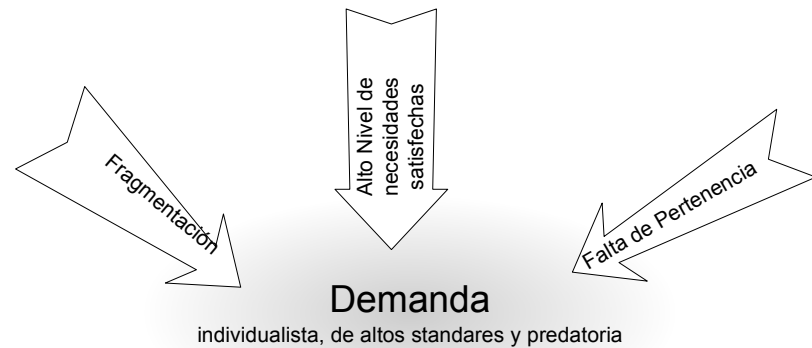 Fragmentación
Alto Nivel de
necesidades
satisfechas
Falta de Pertenencia
Demanda
individualista, de altos standares y predatoria